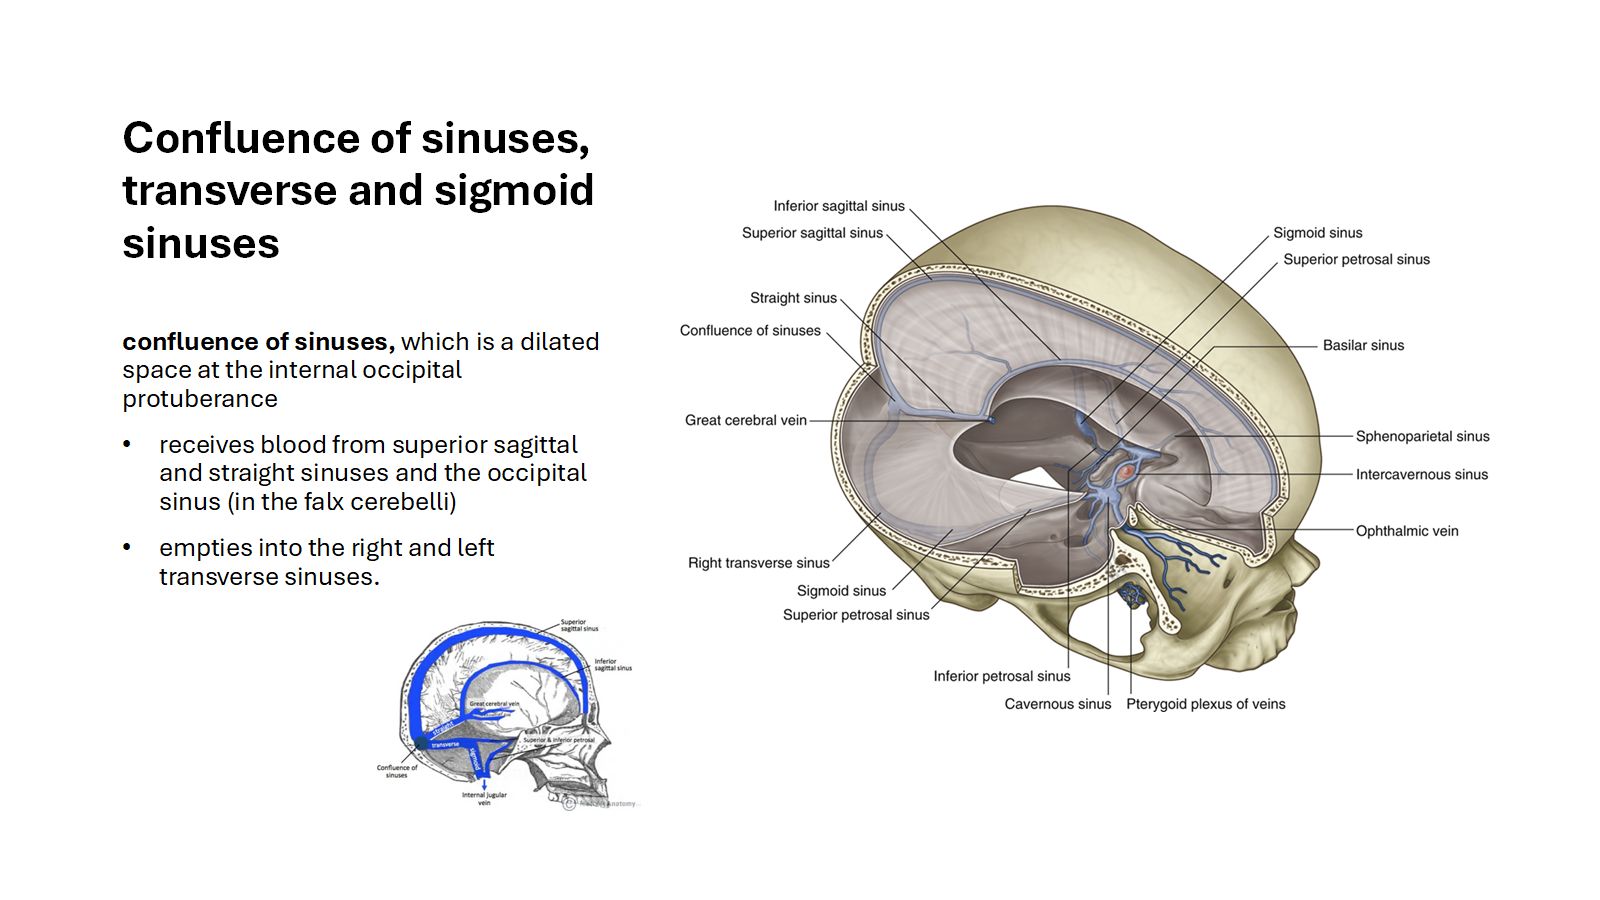 Confluence of sinuses,
transverse and sigmoid
sinuses
confluence of sinuses, which is a dilated
space at the internal occipital
protuberance
• receives blood from superior sagittal
and straight sinuses and the occipital
sinus (in the falx cerebelli)
• empties into the right and left
transverse sinuses.
Superior
sagittal sinus
Inferior
sagittal sinus
Great cerebral vein
straight
transverse
Superior & inferior petrosal
sigmoid
Confluence of
sinuses
Internal jugular
vein
Inferior sagittal sinus
Superior sagittal sinus
Straight sinus
Confluence of sinuses
Great cerebral vein
Right transverse sinus
Sigmoid sinus
Superior petrosal sinus
Inferior petrosal sinus
Cavernous sinus
Pterygoid plexus of veins
Sigmoid sinus
Superior petrosal sinus
Basilar sinus
Sphenoparietal sinus
Intercavernous sinus
Ophthalmic vein